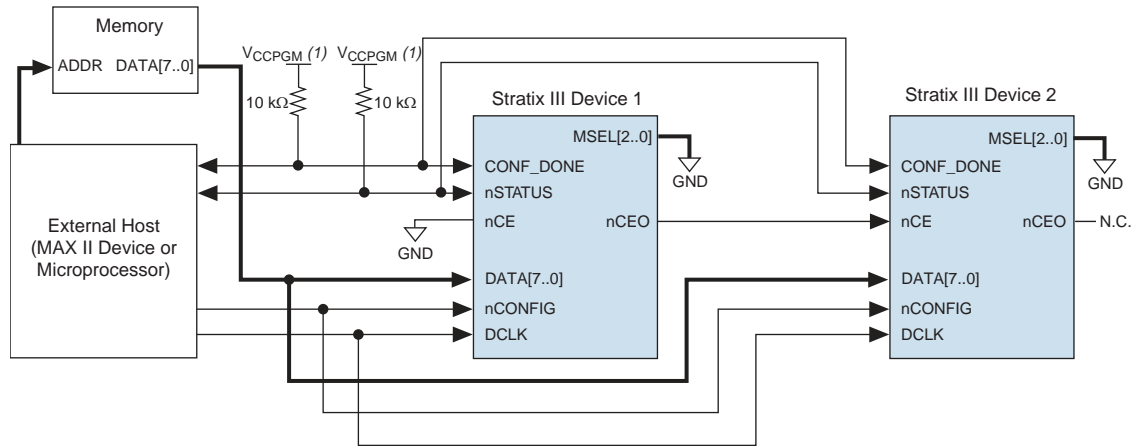 Memory
ADDR DATA[7..0]
VCCPGM (1) VCCPGM (1)
10 kΩ 10 kΩ
Stratix III Device 1
Stratix III Device 2
MSEL[2..0]
GND
CONF_DONE
nSTATUS
nCE
nCEO
DATA[7..0]
nCONFIG
DCLK
GND
MSEL[2..0]
GND
CONF_DONE
nSTATUS
nCE
nCEO
N.C.
DATA[7..0]
nCONFIG
DCLK
External Host
(MAX II Device or
Microprocessor)